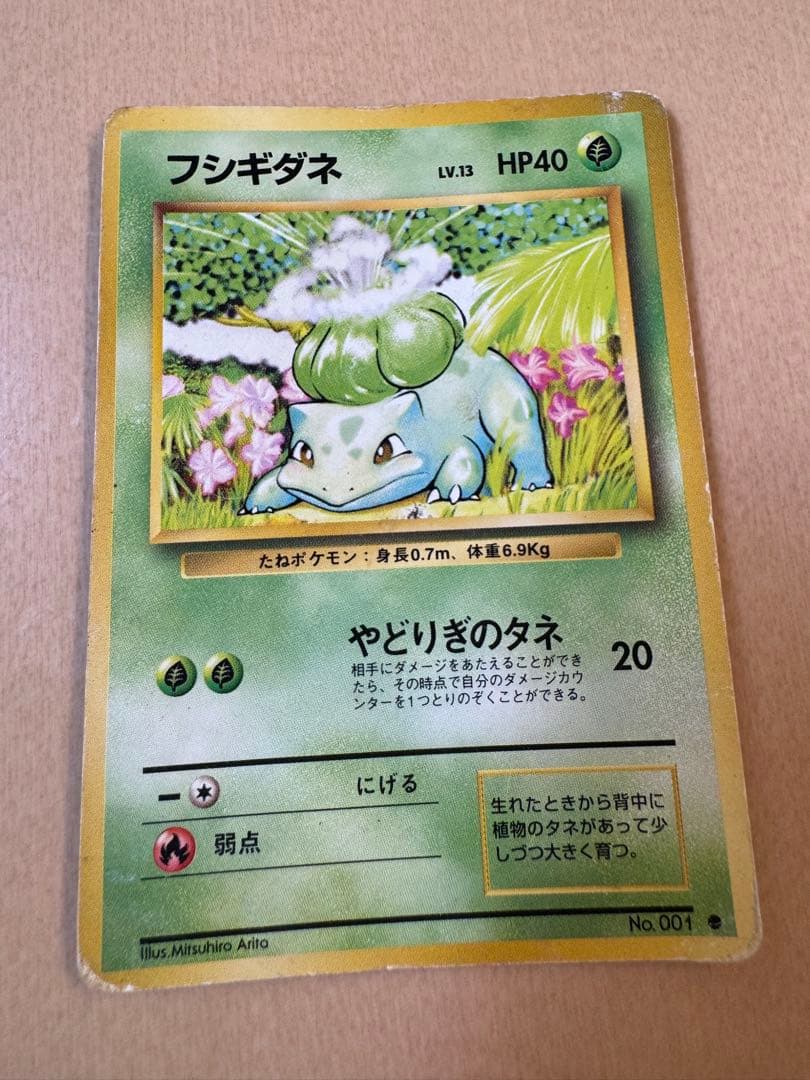 フシギダネ LV.13 HP40
たねポケモン：身長0.7m、体重6.9Kg
やどりぎのタネ 20
相手にダメージをあたえることができ
たら、その時点で自分のダメージカウ
ンターを1つとりのぞくことができる。
ー にげる
弱点
生れたときから背中に
植物のタネがあって少
しづつ大きく育つ。
Illus.Mitsuhiro Arita
No.001